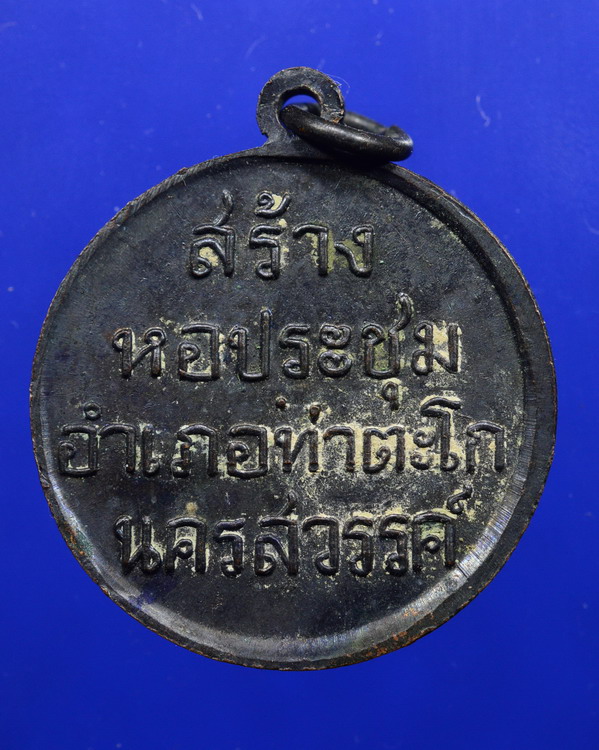 สร้าง
หอประชุม
อำเภอท่าตะโก
นครสวรรค์